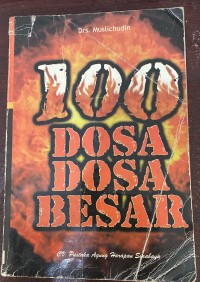 Drs. Muslichudin
100
DOSA
DOSA
BESAR
CV. Pustaka Agung Harapan Surabaya